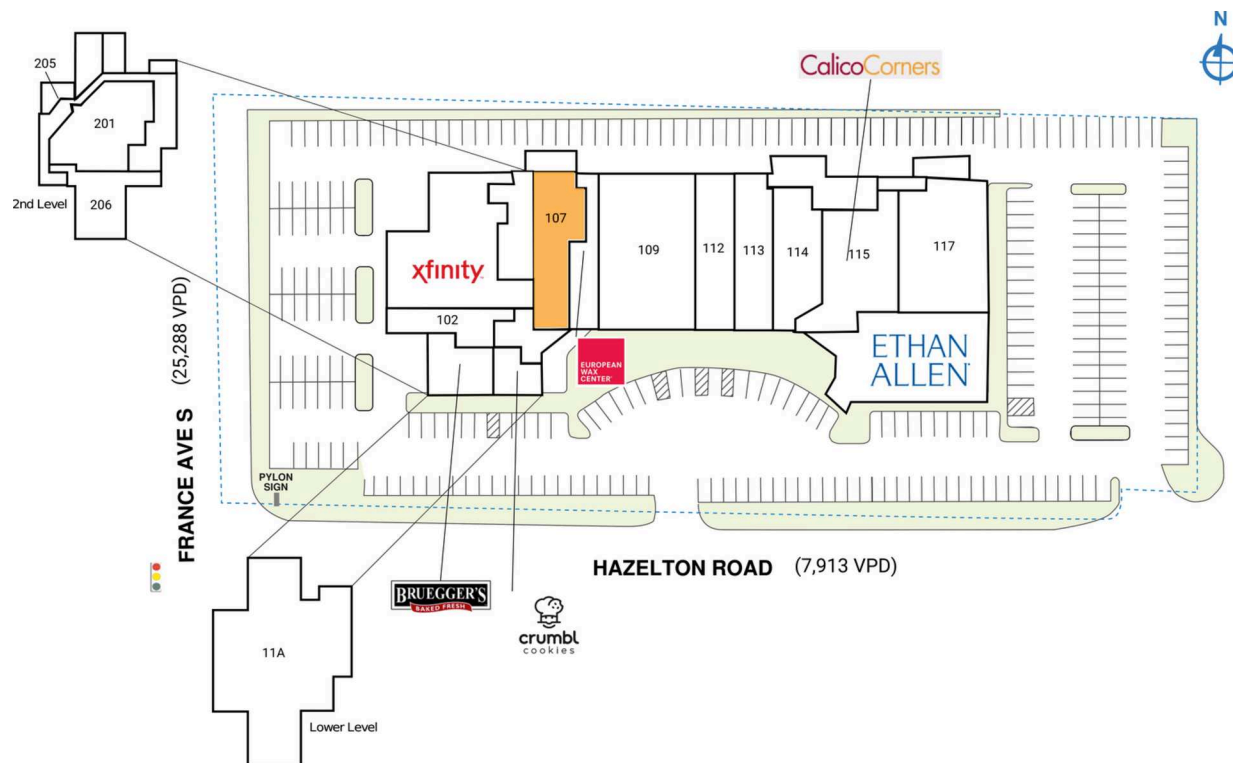 N
CalicoCorners
205
201
206
2nd Level
107
109
112
113
114
115
117
xfinity
102
EUROPEAN
WAX
CENTER
ETHAN
ALLEN
FRANCE AVE S (25,288 VPD)
PYLON
SIGN
HAZELTON ROAD (7,913 VPD)
BRUEGGER'S
BAKED FRESH
crumbl
cookies
11A
Lower Level